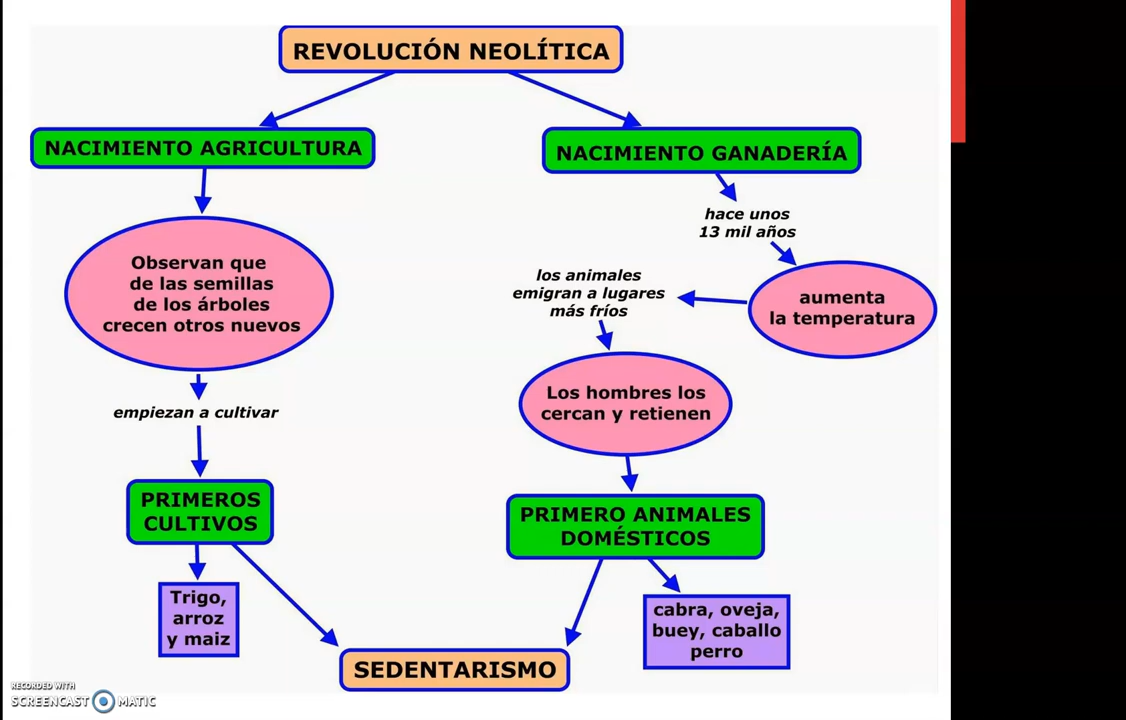 REVOLUCIÓN NEOLÍTICA
NACIMIENTO AGRICULTURA
Observan que
de las semillas
de los árboles
crecen otros nuevos
empiezan a cultivar
PRIMEROS
CULTIVOS
Trigo,
arroz
y maiz
NACIMIENTO GANADERÍA
hace unos
13 mil años
aumenta
la temperatura
los animales
emigran a lugares
más fríos
Los hombres los
cercan y retienen
PRIMERO ANIMALES
DOMÉSTICOS
cabra, oveja,
buey, caballo
perro
SEDENTARISMO
RECORDED WITH
SCREENCAST MATIC